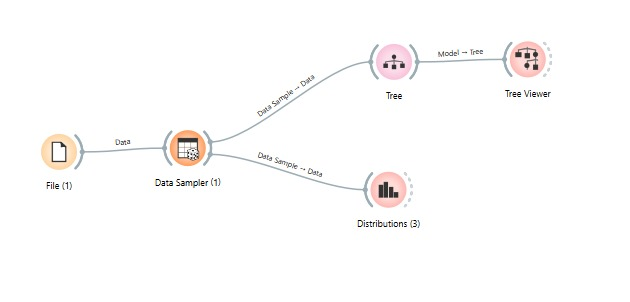 Model → Tree
Tree
Tree Viewer
Data Sample → Data
Data
File (1)
Data Sampler (1)
Data Sample → Data
Distributions (3)